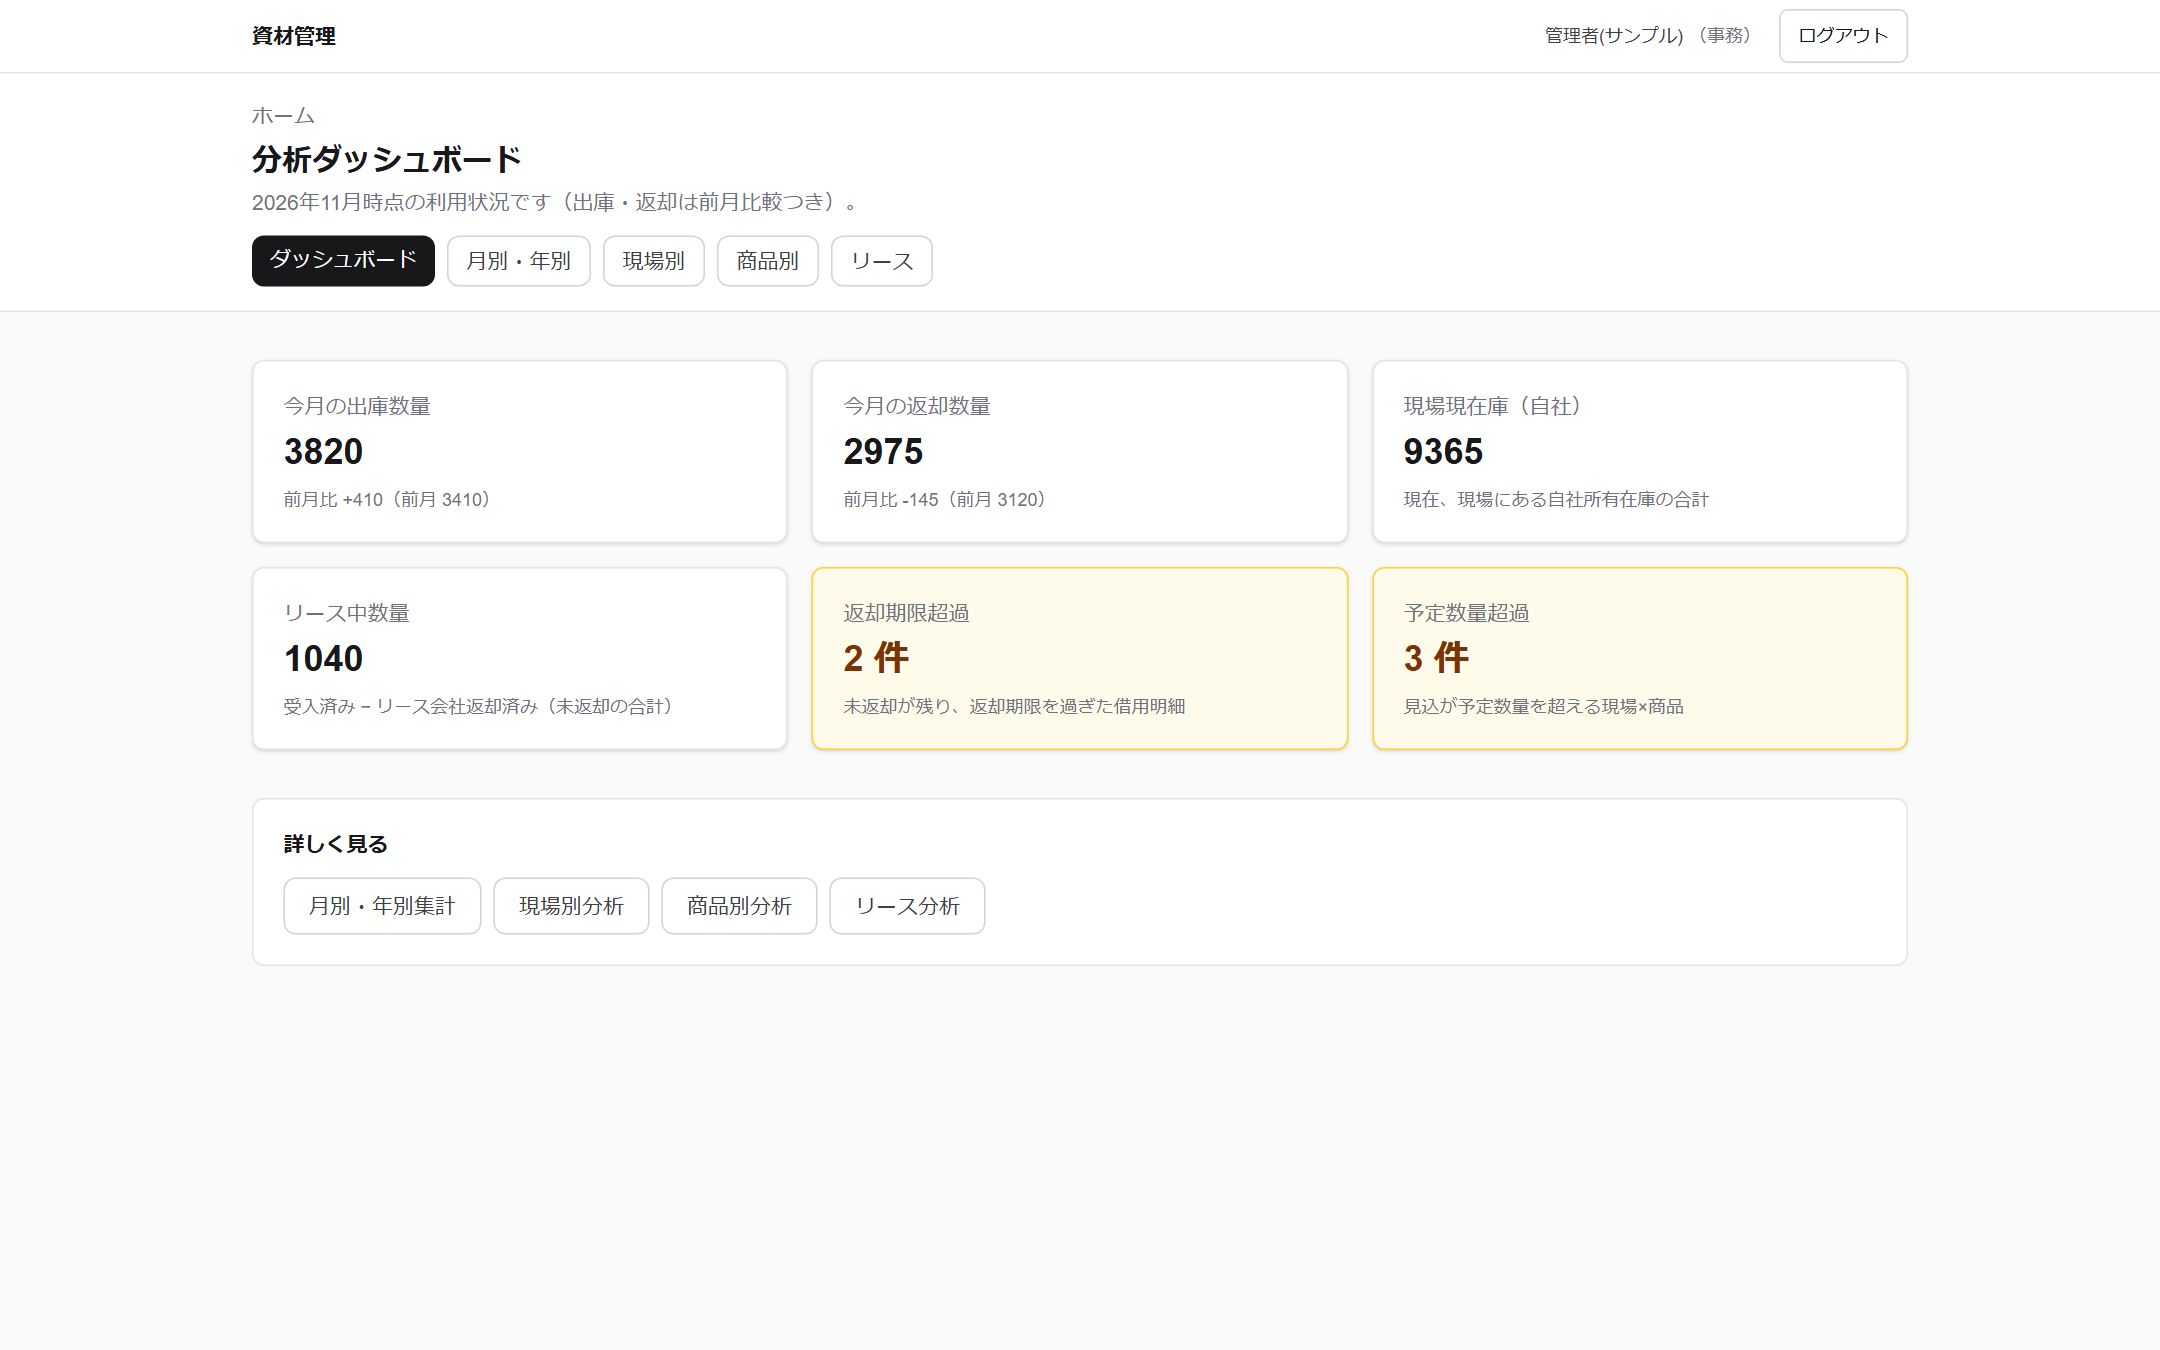 資材管理
管理者(サンプル) （事務）
ログアウト
ホーム
分析ダッシュボード
2026年11月時点の利用状況です（出庫・返却は前月比較つき）。
ダッシュボード
月別・年別
現場別
商品別
リース
今月の出庫数量
3820
前月比 +410（前月 3410）
今月の返却数量
2975
前月比 -145（前月 3120）
現場現在庫（自社）
9365
現在、現場にある自社所有在庫の合計
リース中数量
1040
受入済み − リース会社返却済み（未返却の合計）
返却期限超過
2 件
未返却が残り、返却期限を過ぎた借用明細
予定数量超過
3 件
見込が予定数量を超える現場×商品
詳しく見る
月別・年別集計
現場別分析
商品別分析
リース分析